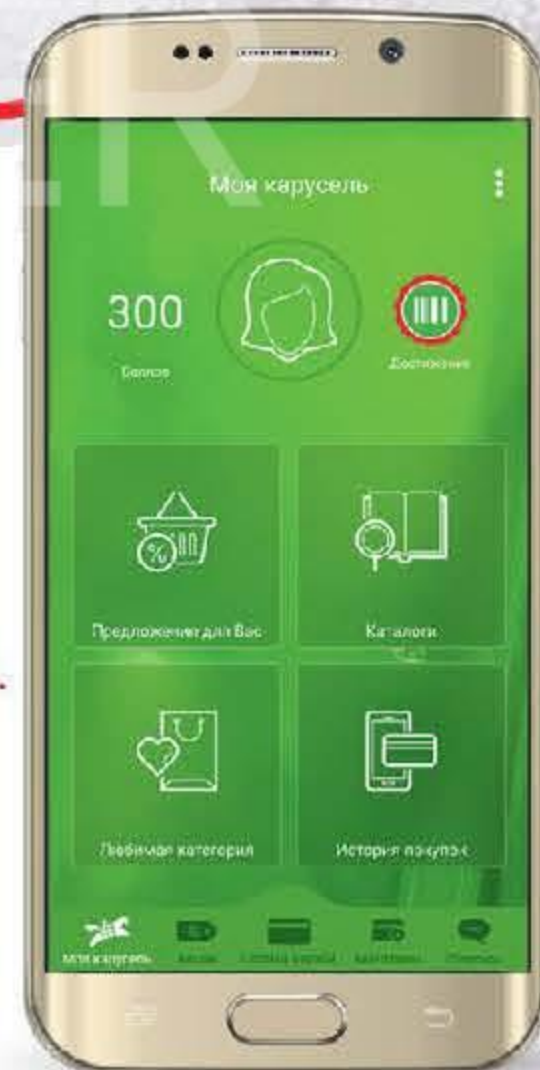 Моя карусель
300
Баллов
Достижения
Предложения для Вас
Каталоги
Любимая категория
История покупок
Моя карусель